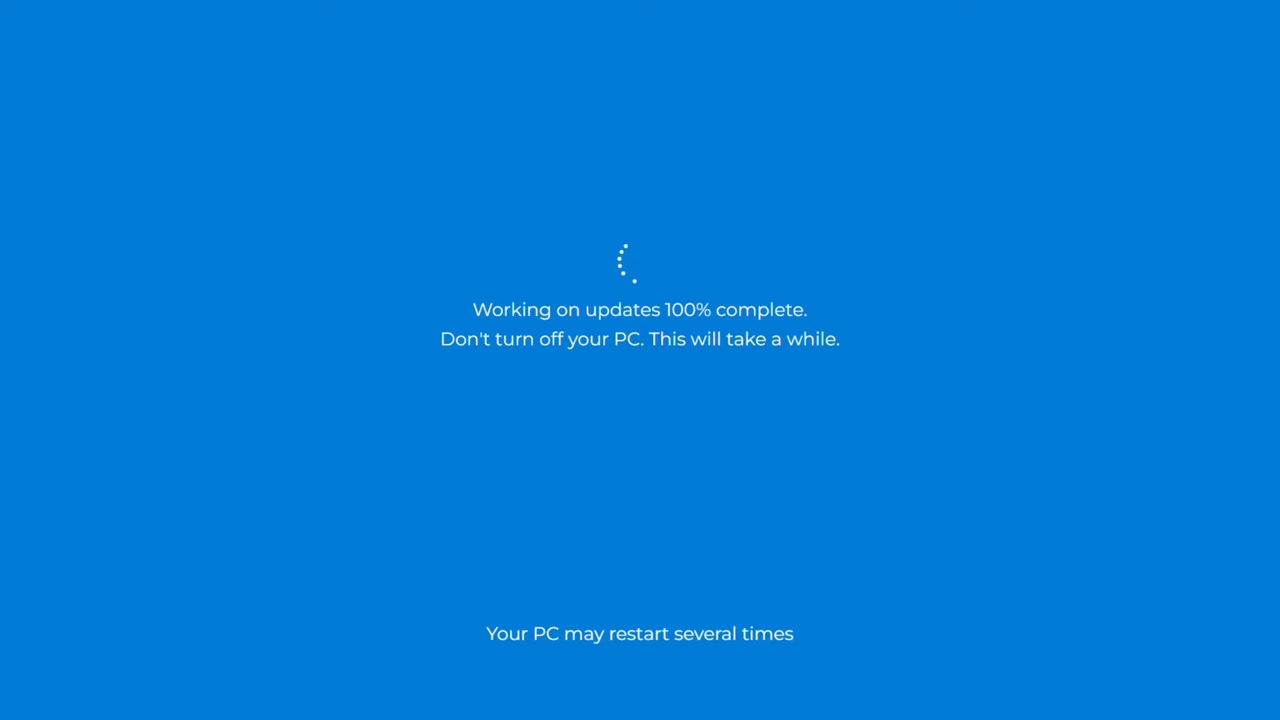 Working on updates 100% complete.
Don't turn off your PC. This will take a while.
Your PC may restart several times